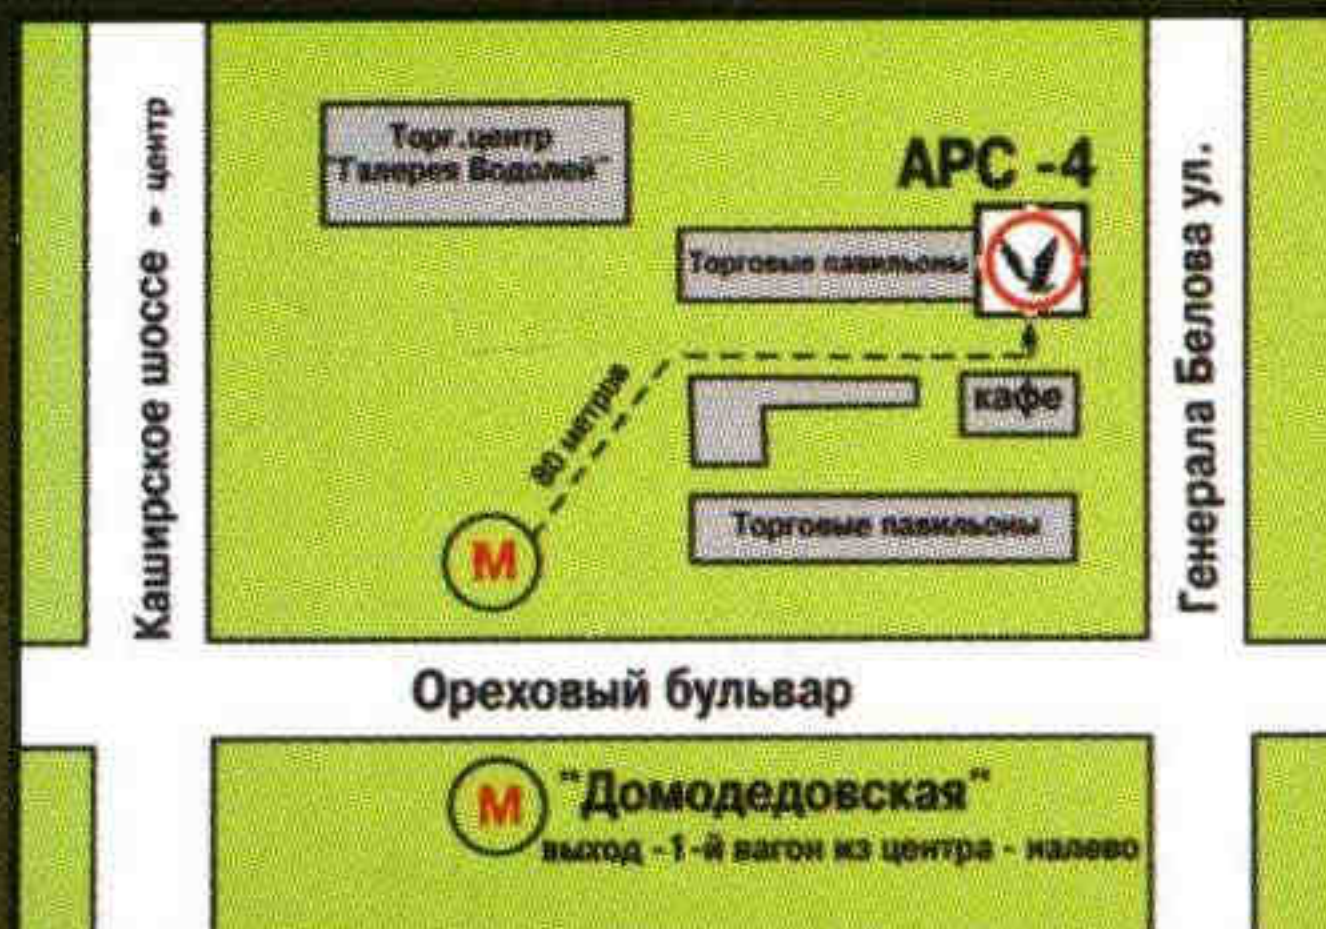 Каширское шоссе - центр
Торг.центр
"Галерея Водолей"
АРС -4
Торговые павильоны
80 метров
кафе
М
Торговые павильоны
Генерала Белова ул.
Ореховый бульвар
М "Домодедовская"
выход -1-й вагон из центра - налево